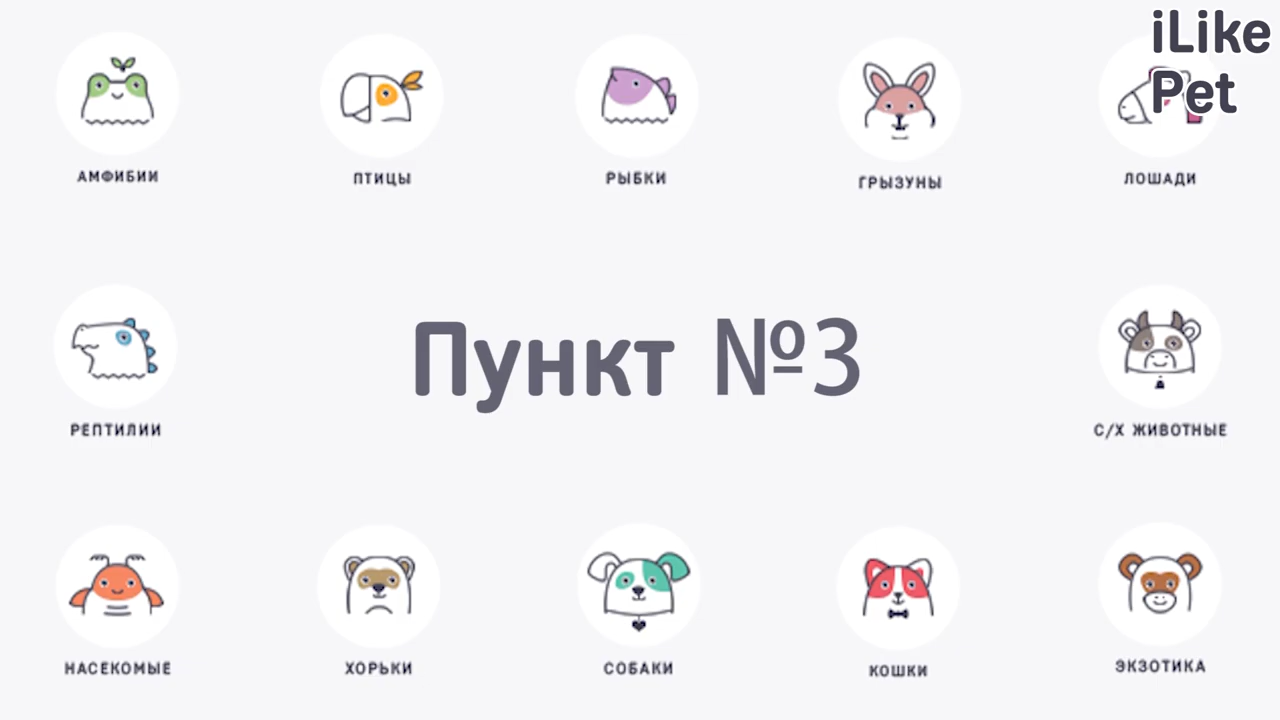 iLike
Pet
АМФИБИИ
ПТИЦЫ
РЫБКИ
ГРЫЗУНЫ
ЛОШАДИ
Пункт №3
РЕПТИЛИИ
С/Х ЖИВОТНЫЕ
НАСЕКОМЫЕ
ХОРЬКИ
СОБАКИ
КОШКИ
ЭКЗОТИКА